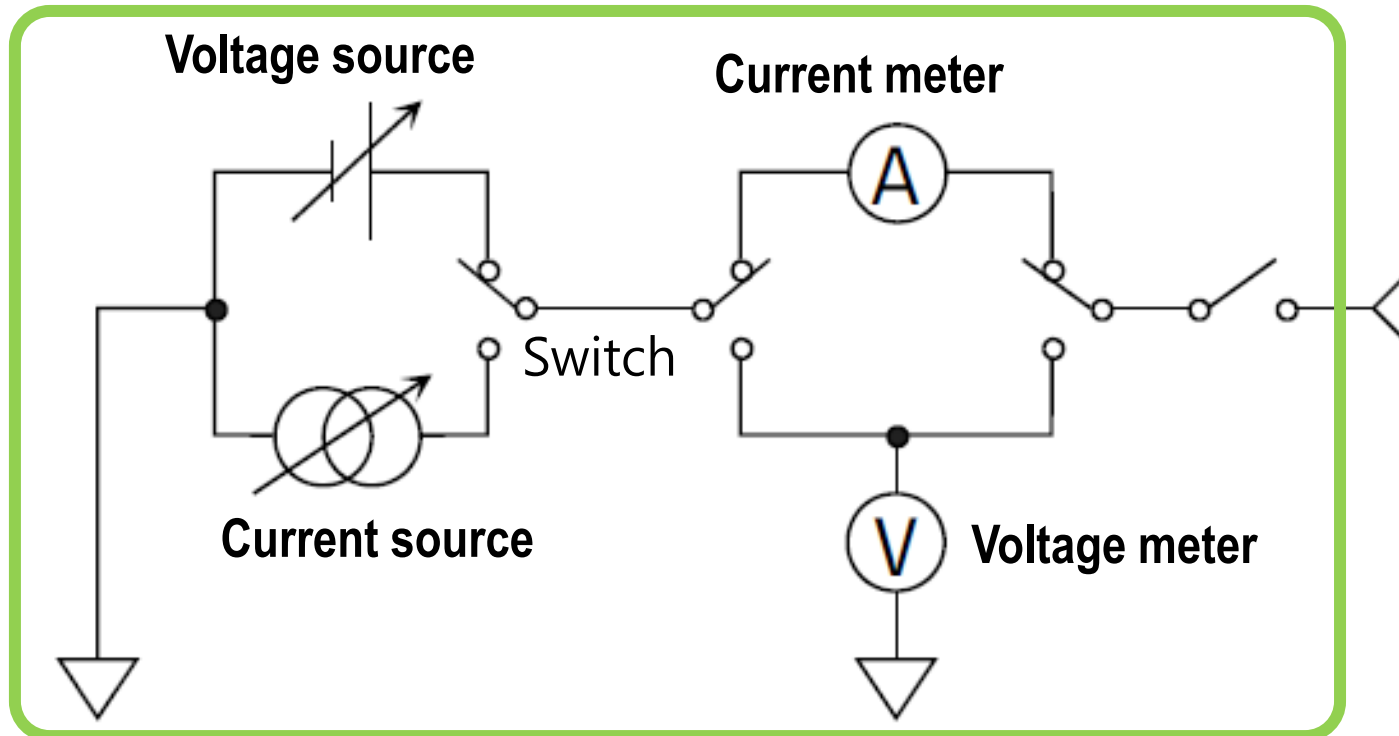 Voltage source
Current meter
A
Switch
Current source
V
Voltage meter